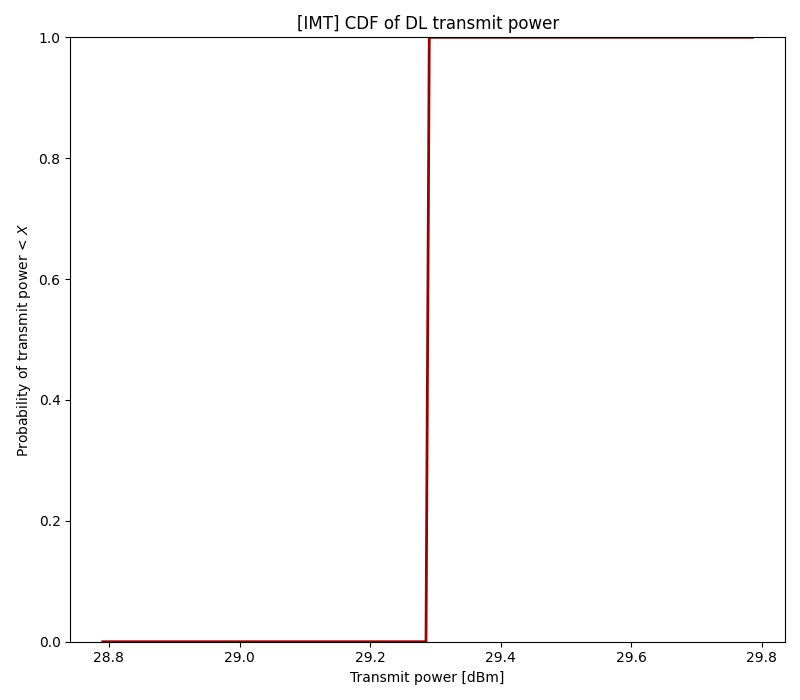 [IMT] CDF of DL transmit power
Probability of transmit power < X
1.0
0.8
0.6
0.4
0.2
0.0
28.8 29.0 29.2 29.4 29.6 29.8
Transmit power [dBm]